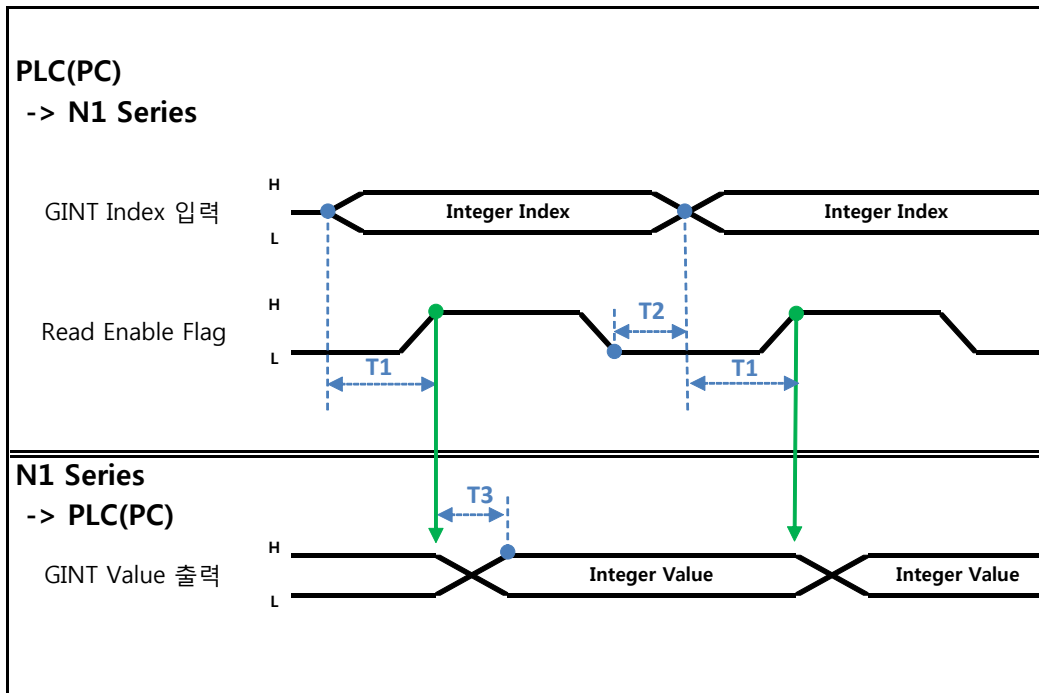 PLC(PC)
-> N1 Series
H
GINT Index 입력
Integer Index
Integer Index
L
H
T2
Read Enable Flag
L
T1
T1
N1 Series
-> PLC(PC)
T3
H
GINT Value 출력
Integer Value
Integer Value
L